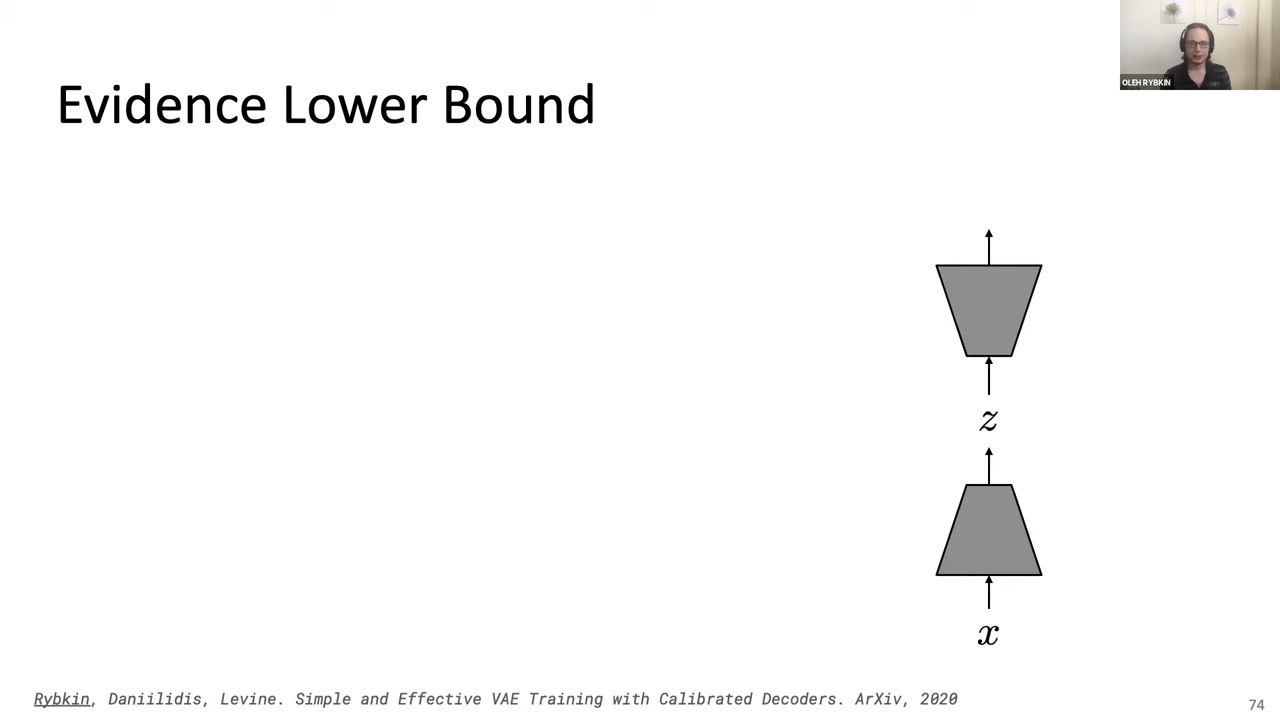 OLEH RYBKIN
Evidence Lower Bound
z
x
Rybkin, Daniilidis, Levine. Simple and Effective VAE Training with Calibrated Decoders. ArXiv, 2020
74